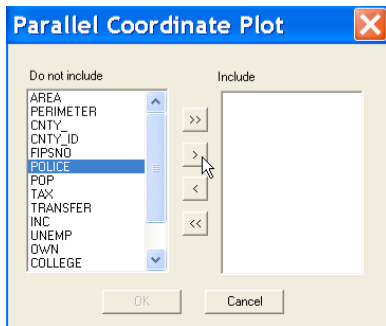 Parallel Coordinate Plot
Do not include
Include
AREA
PERIMETER
CNTY_
CNTY_ID
FIPSNO
POLICE
POP
TAX
TRANSFER
INC
UNEMP
OWN
COLLEGE
>>
>
<
<<
OK
Cancel